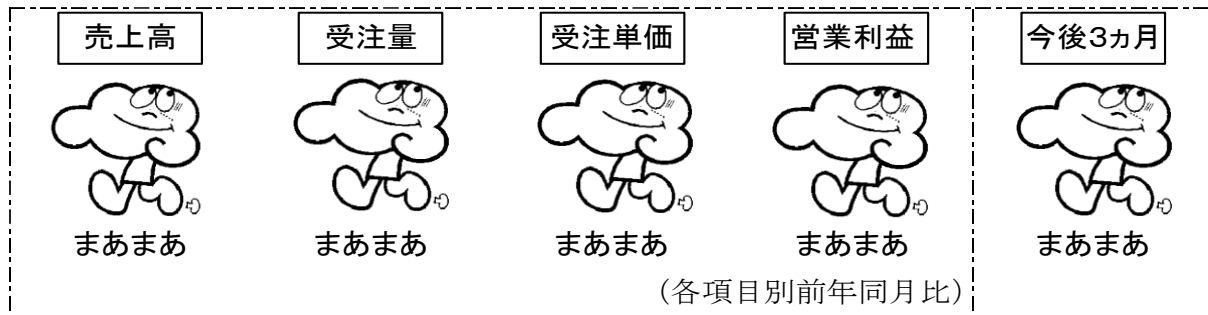 売上高 受注量 受注単価 営業利益 今後3ヵ月
まあまあ まあまあ まあまあ まあまあ まあまあ
(各項目別前年同月比)